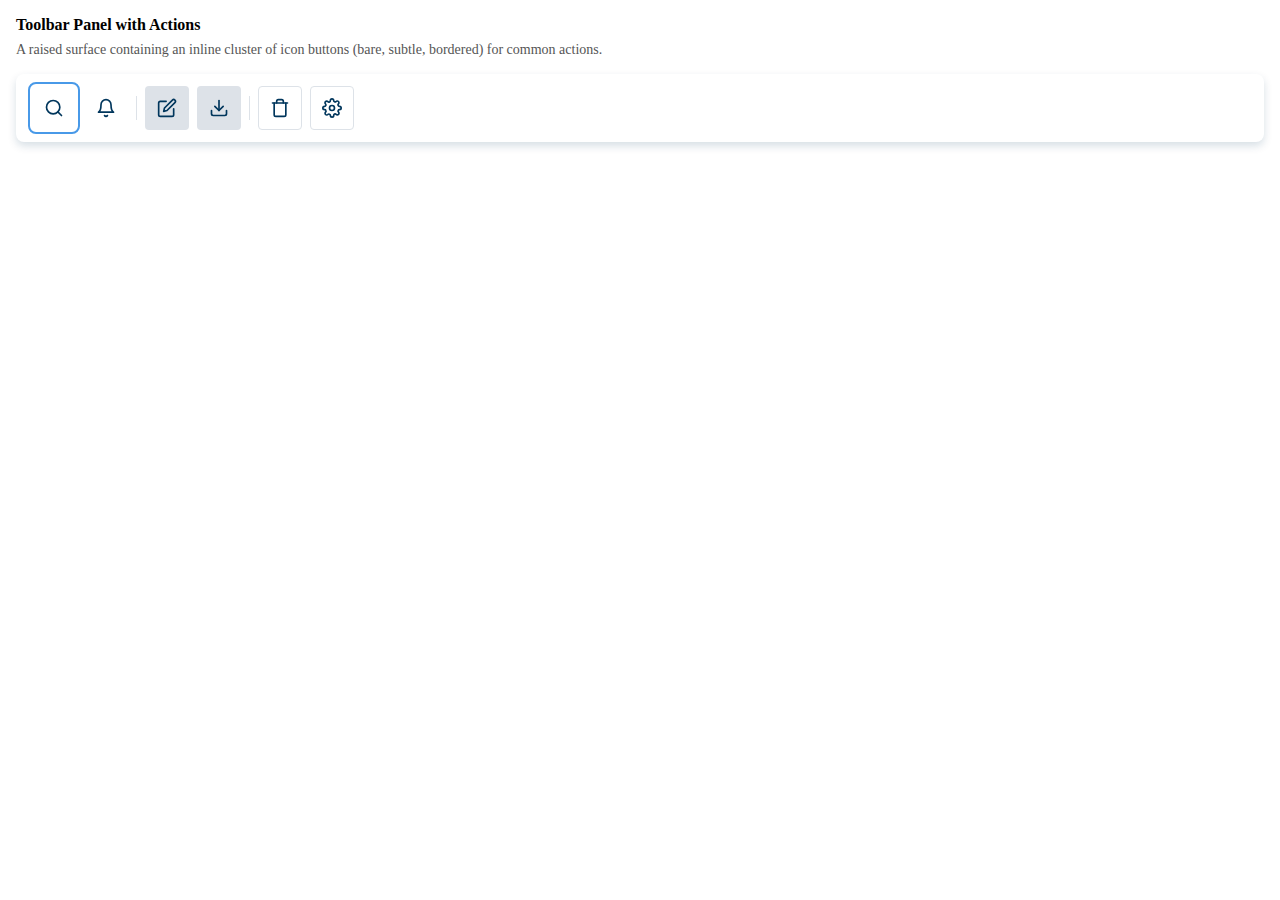 Toolbar Panel with Actions
A raised surface containing an inline cluster of icon buttons (bare, subtle, bordered) for common actions.